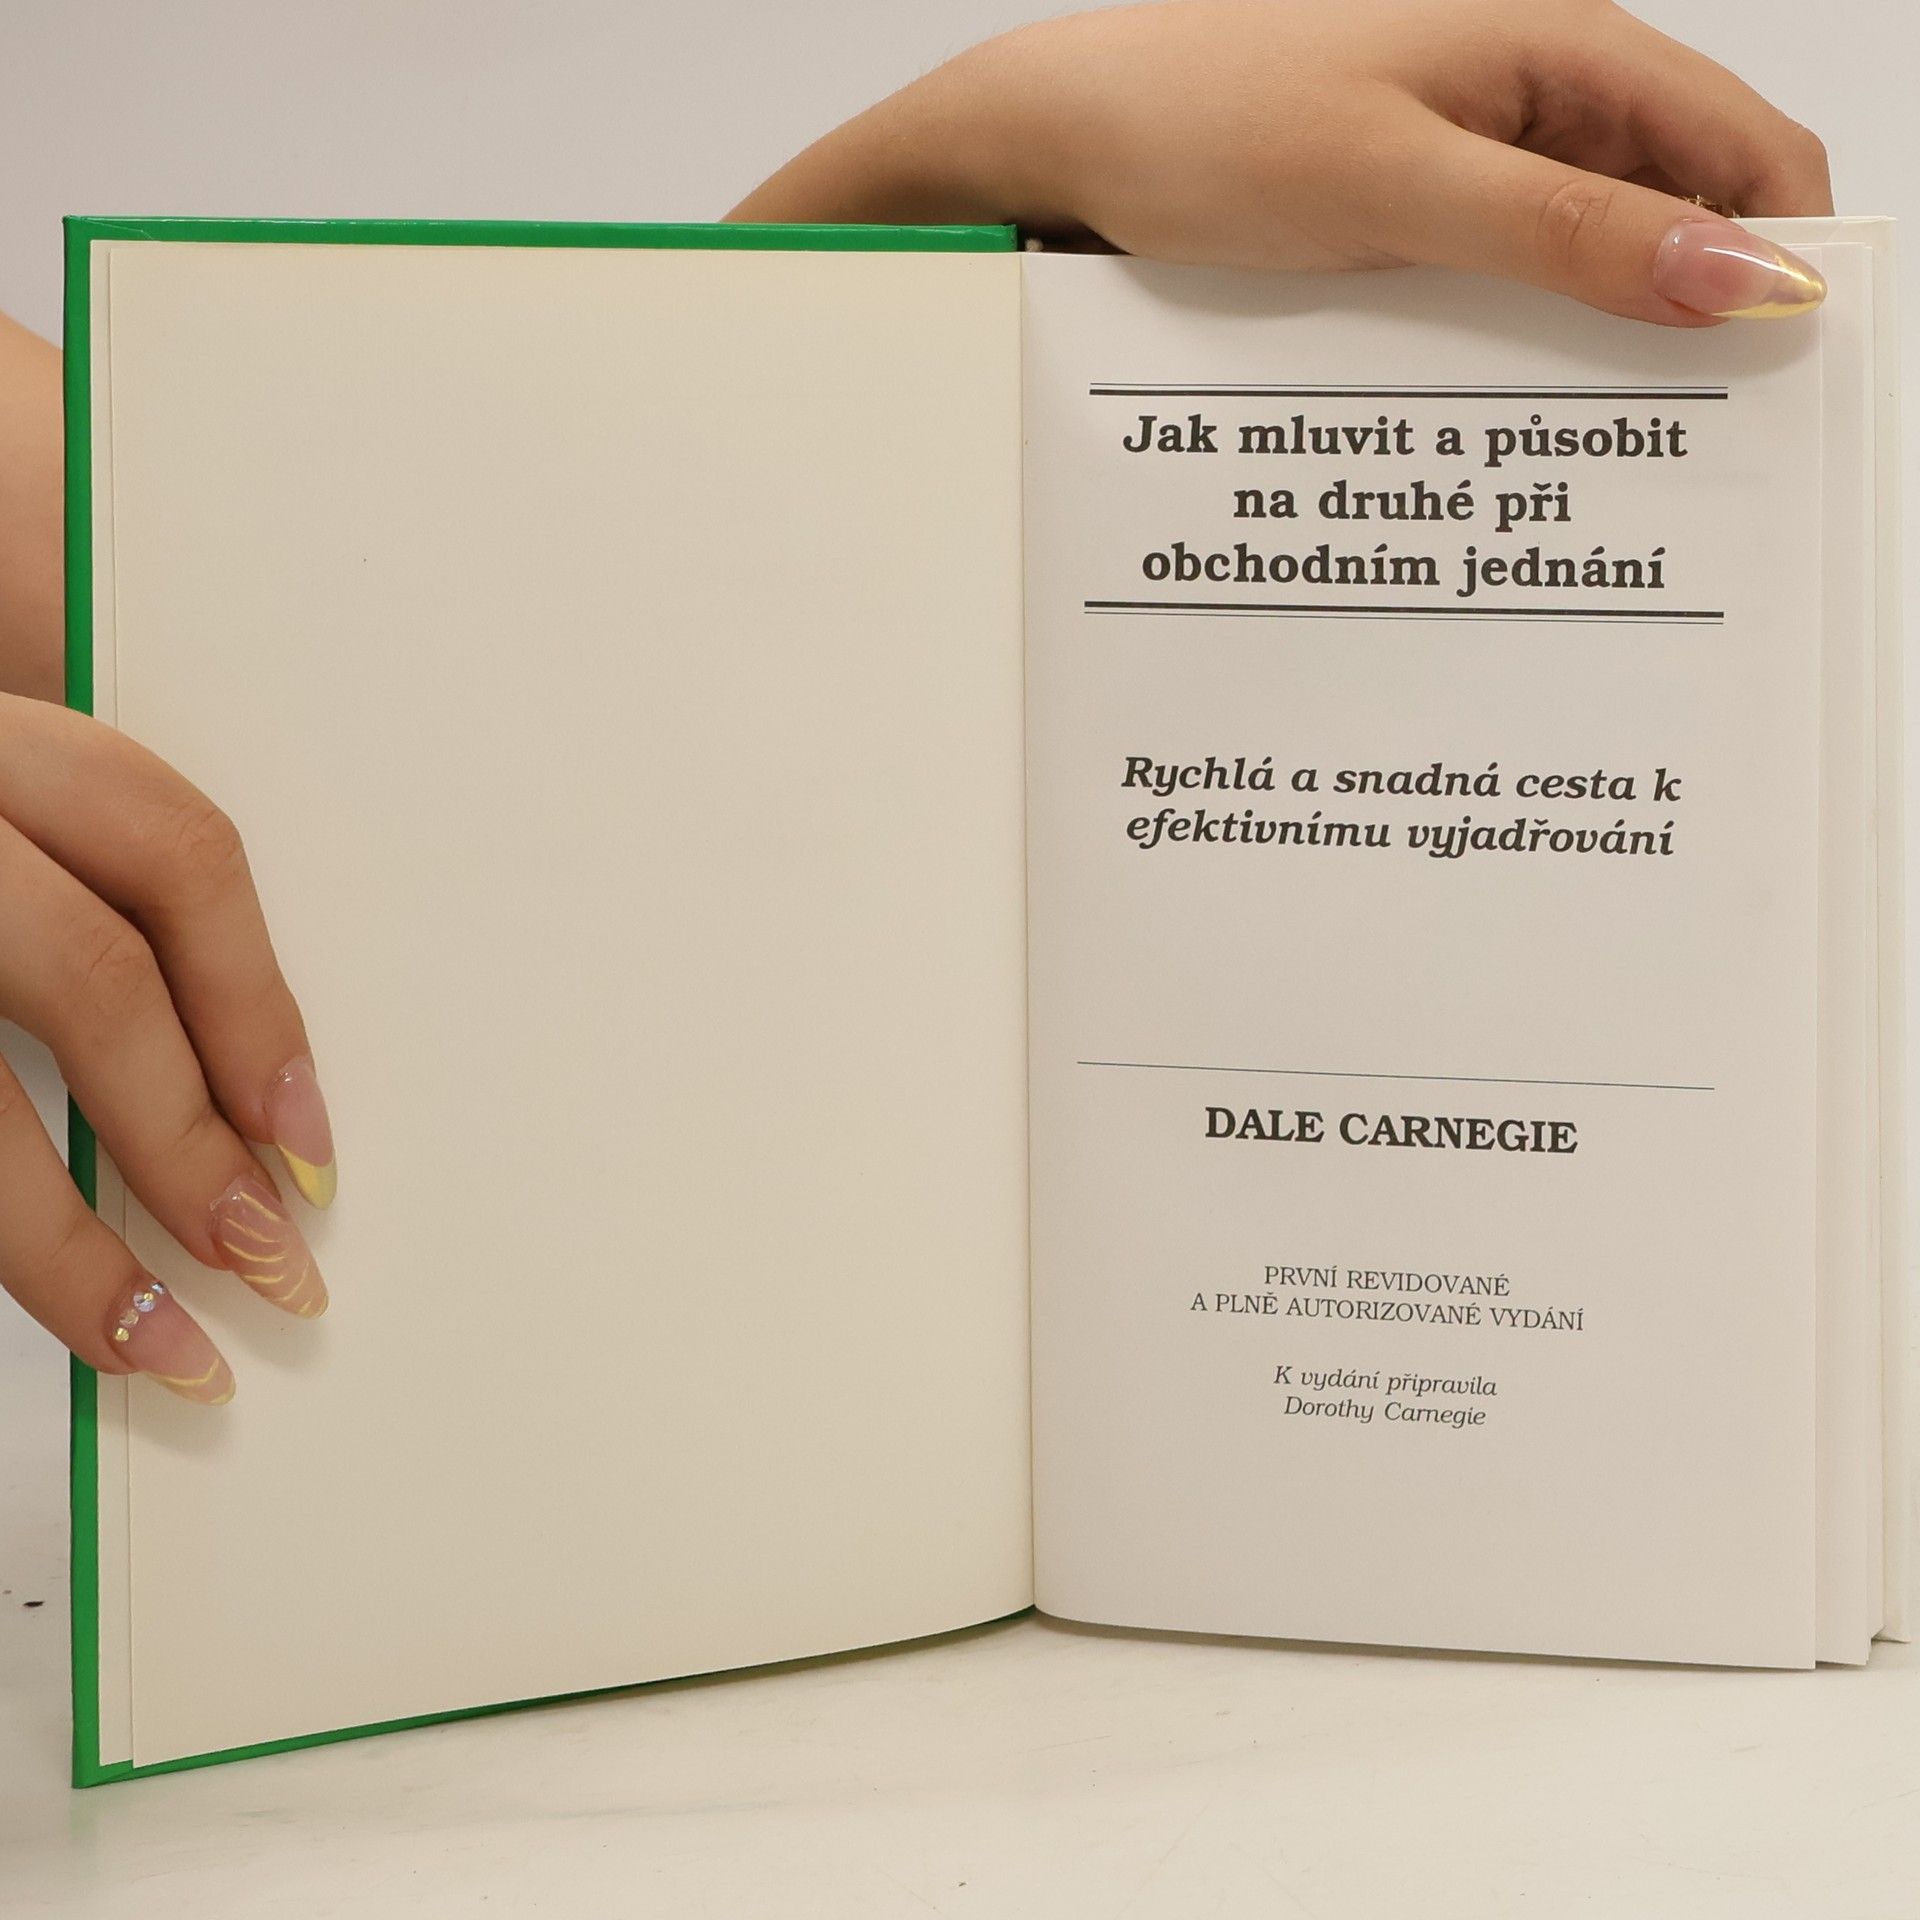 Jak mluvit a působit
na druhé při
obchodním jednání
Rychlá a snadná cesta k
efektivnímu vyjadřování
DALE CARNEGIE
PRVNÍ REVIDOVANÉ
A PLNĚ AUTORIZOVANÉ VYDÁNÍ
K vydání připravila
Dorothy Carnegie